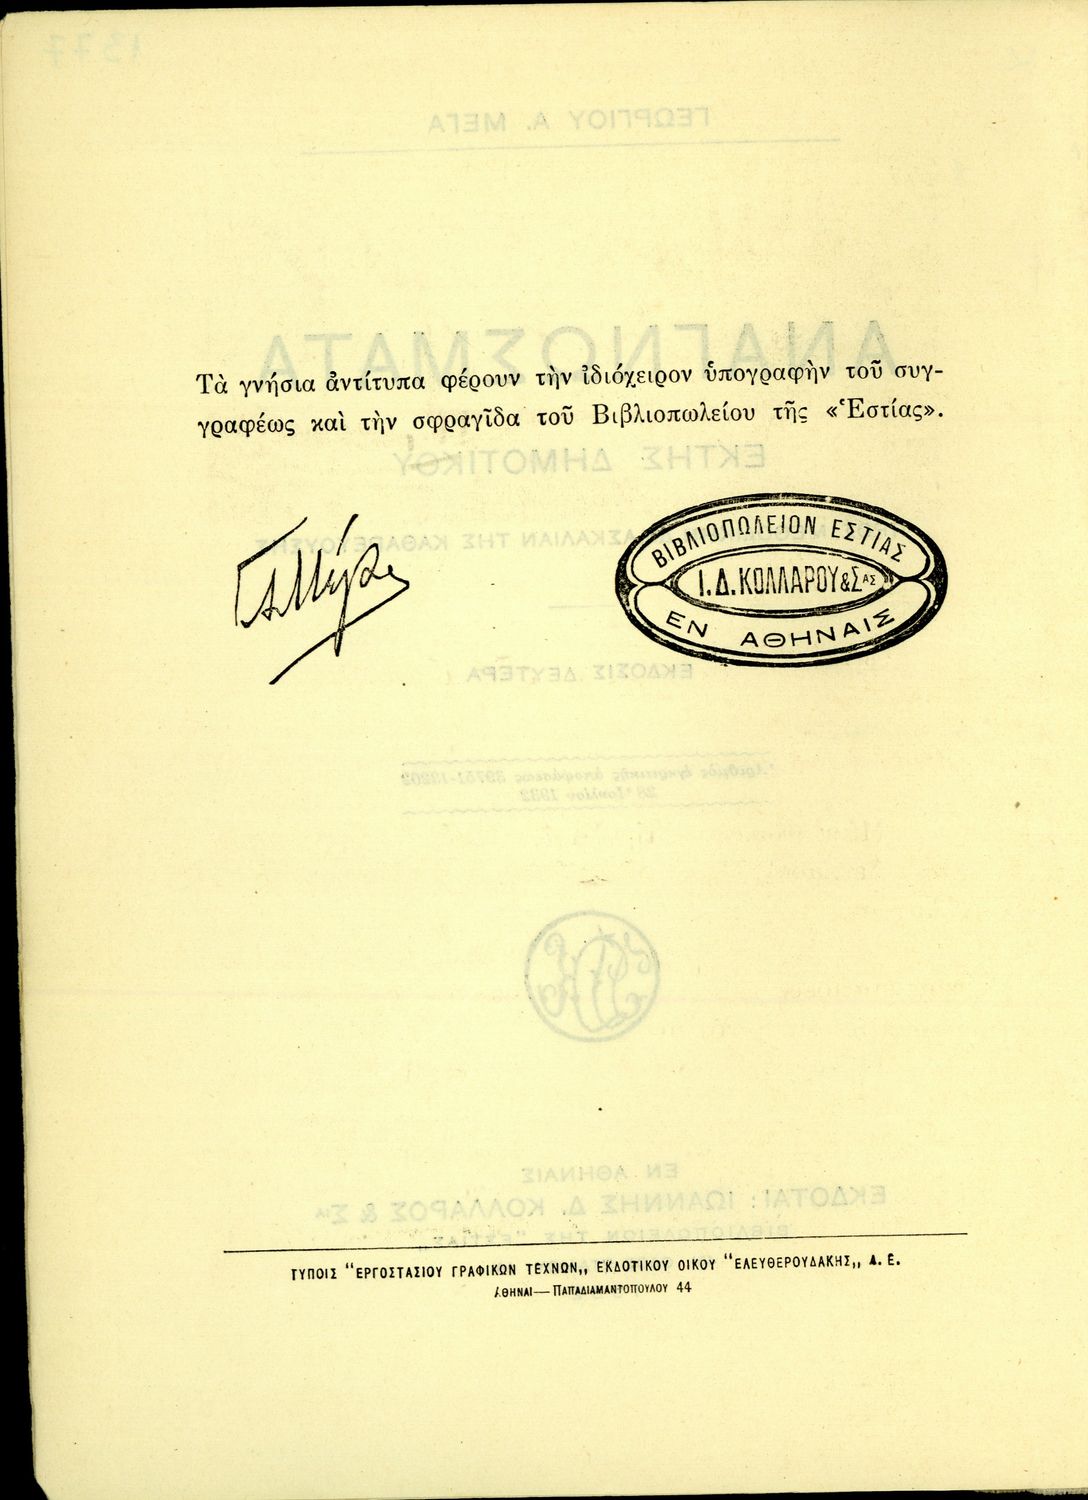 Τὰ γνήσια ἀντίτυπα φέρουν τὴν ἰδιόχειρον ὑπογραφὴν τοῦ συγ-
γραφέως καὶ τὴν σφραγῖδα τοῦ Βιβλιοπωλείου τῆς «Ἑστίας».
ΒΙΒΛΙΟΠΩΛΕΙΟΝ ΕΣΤΙΑΣ
Ι.Δ.ΚΟΛΛΑΡΟΥ&ΣΑΣ
ΕΝ ΑΘΗΝΑΙΣ
ΤΥΠΟΙΣ "ΕΡΓΟΣΤΑΣΙΟΥ ΓΡΑΦΙΚΩΝ ΤΕΧΝΩΝ„ ΕΚΔΟΤΙΚΟΥ ΟΙΚΟΥ "ΕΛΕΥΘΕΡΟΥΔΑΚΗΣ„ Α. Ε.
ΑΘΗΝΑΙ—ΠΑΠΑΔΙΑΜΑΝΤΟΠΟΥΛΟΥ 44